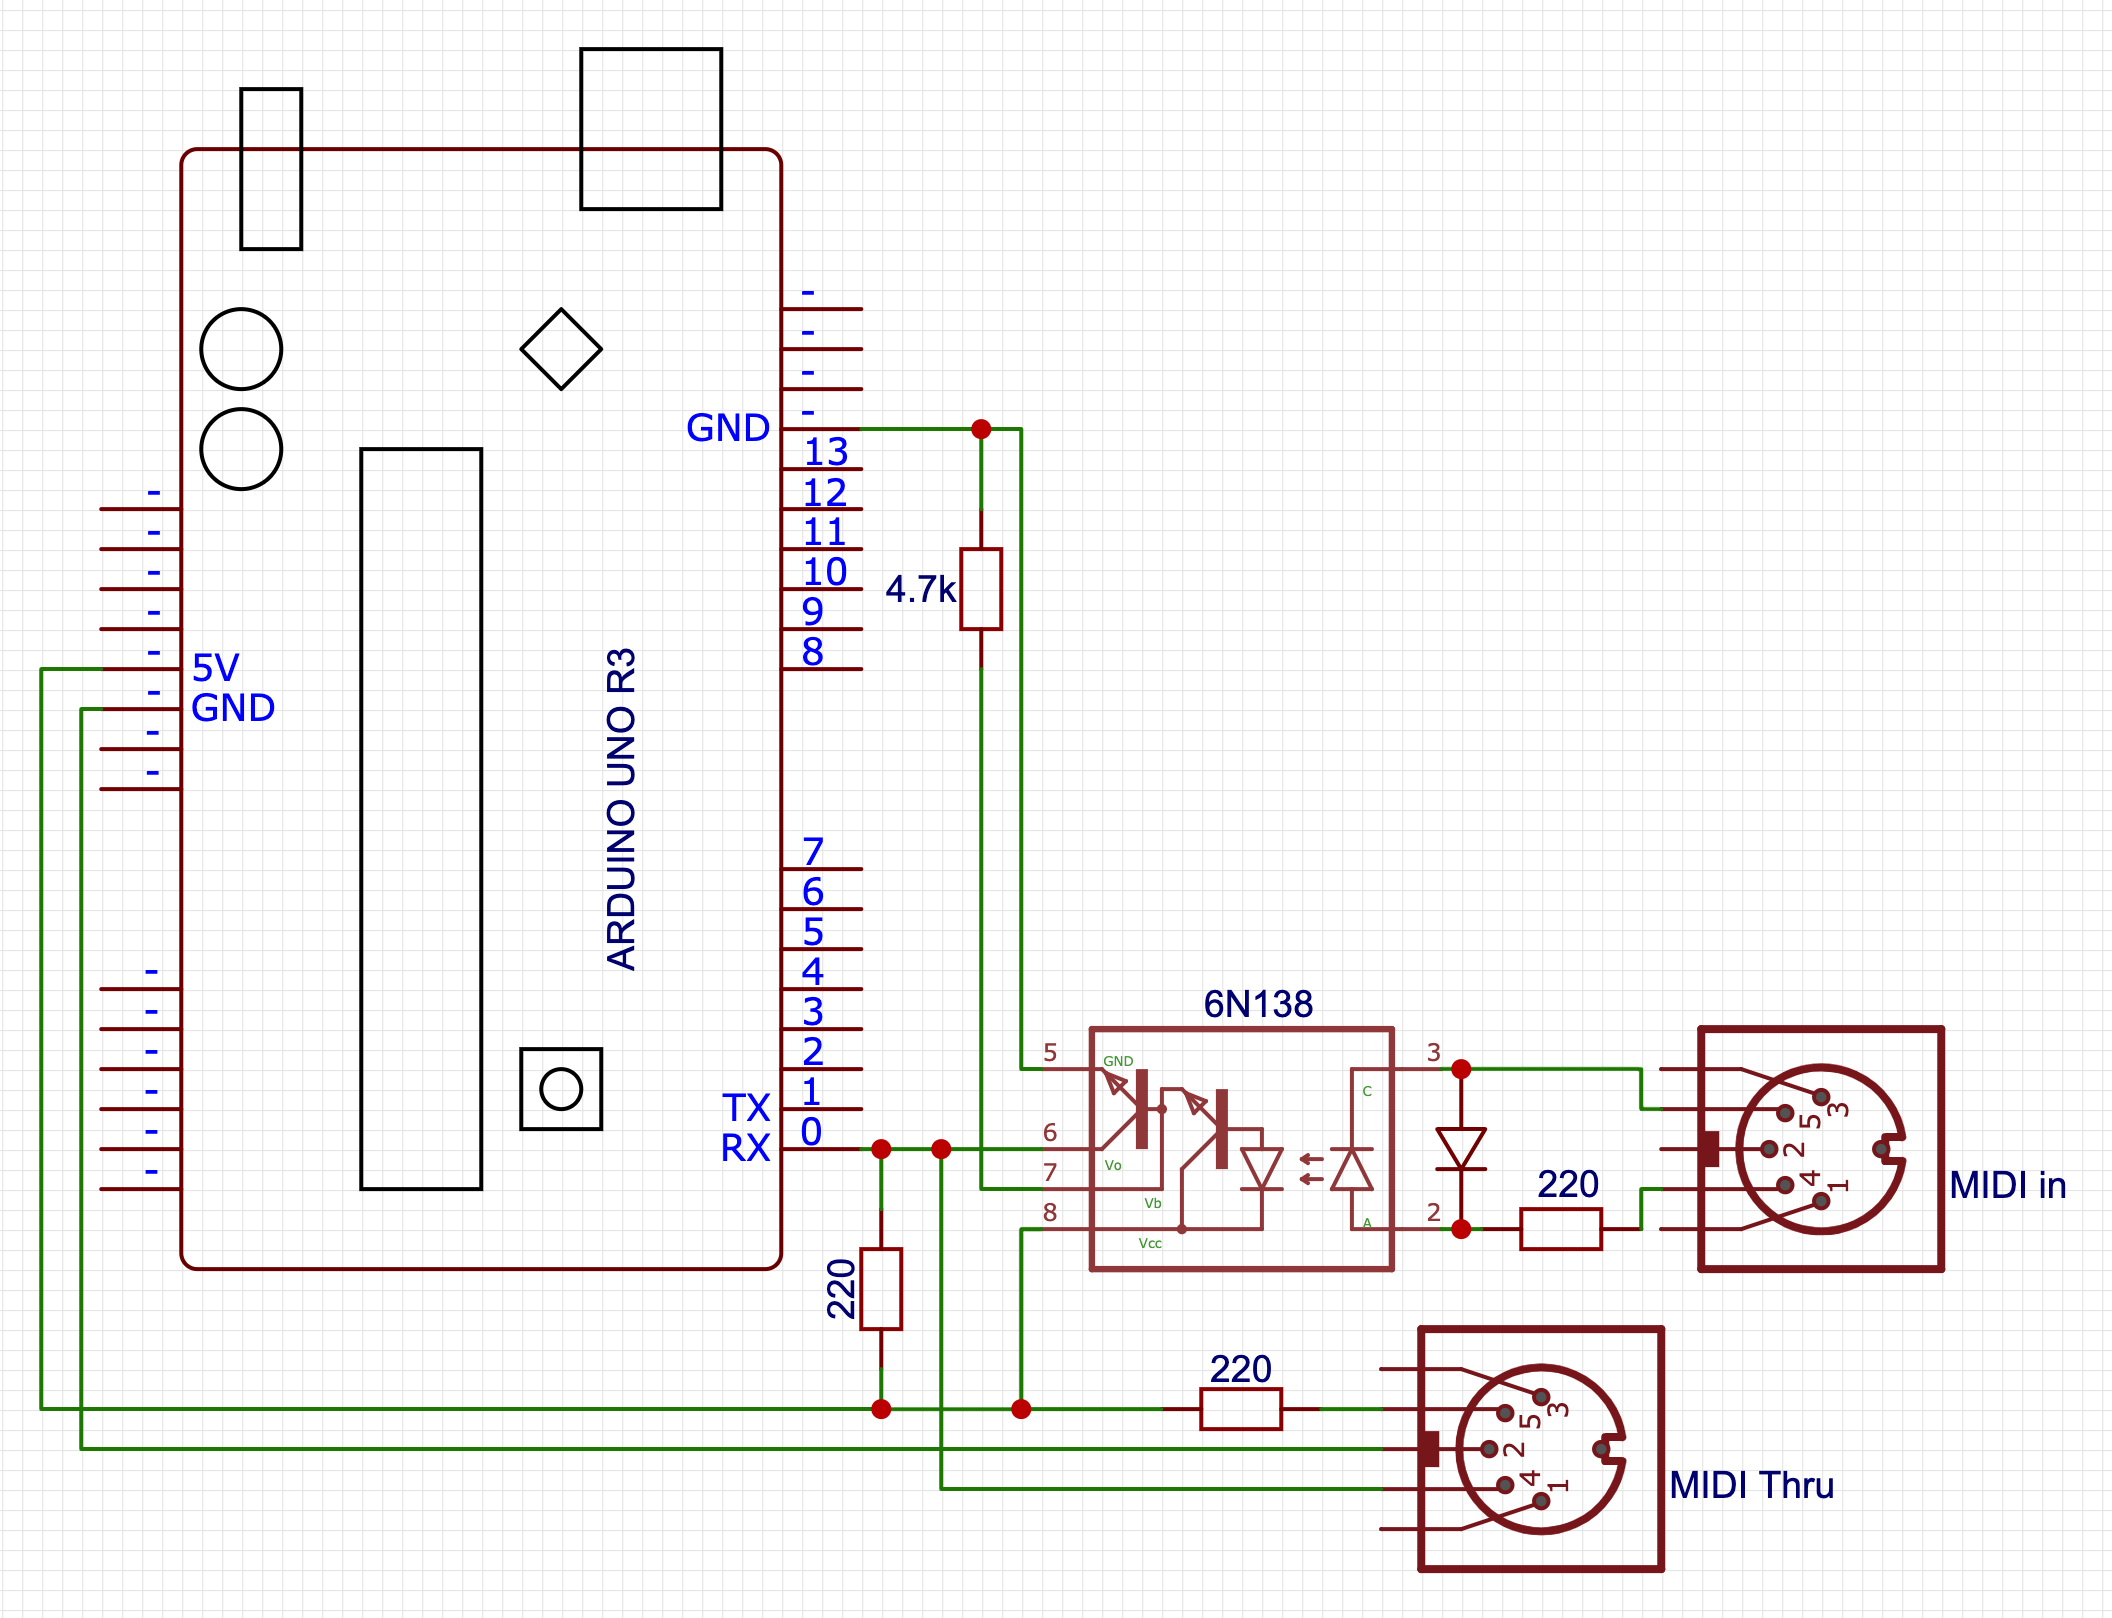 -
-
-
-
GND
13
12
11
10
9
8
4.7k
-
-
-
-
-
5V
-
GND
-
-
ARDUINO UNO R3
7
6
5
4
3
2
TX 1
RX 0
-
-
-
-
-
-
6N138
5 GND
6 Vo
7 Vb
8 Vcc
3 C
2 A
220
3
5
2
4
1
MIDI in
220
220
3
5
2
4
1
MIDI Thru